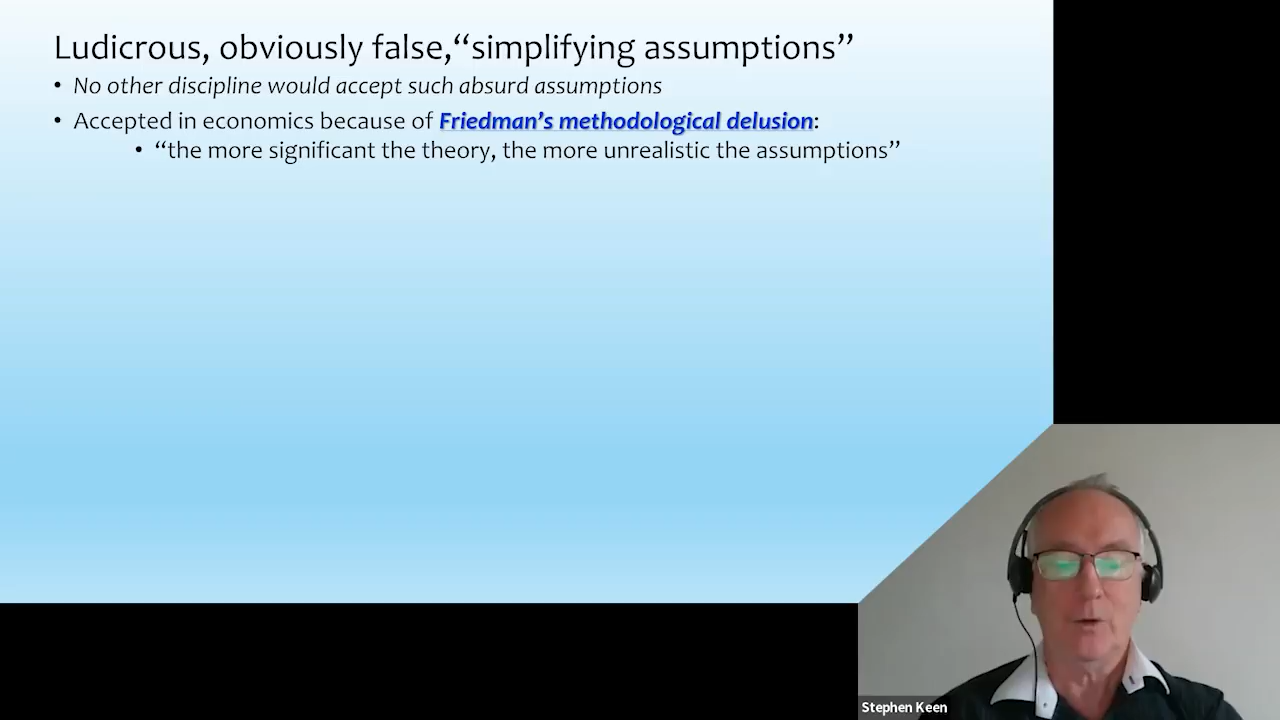 Ludicrous, obviously false,“simplifying assumptions”
• No other discipline would accept such absurd assumptions
• Accepted in economics because of Friedman’s methodological delusion:
• “the more significant the theory, the more unrealistic the assumptions”
Stephen Keen